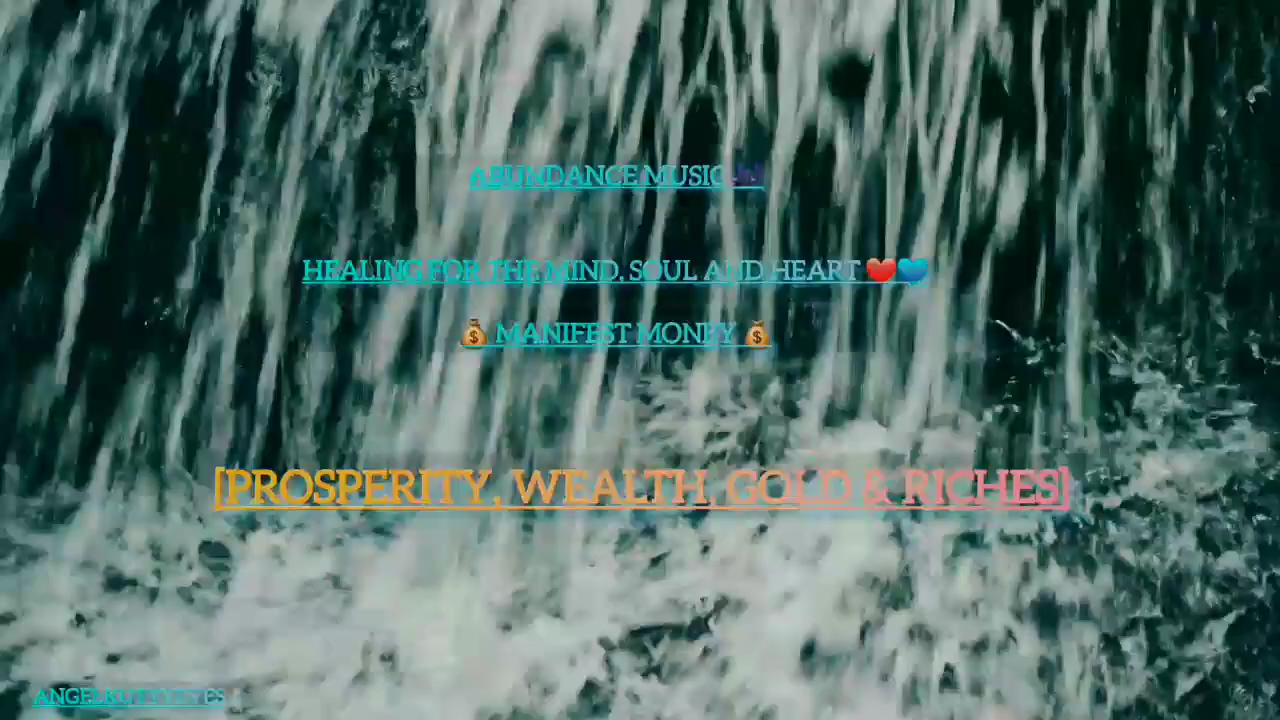 ABUNDANCE MUSIC 🎶
HEALING FOR THE MIND, SOUL AND HEART ❤️💙
💰 MANIFEST MONEY 💰
[PROSPERITY, WEALTH, GOLD & RICHES]